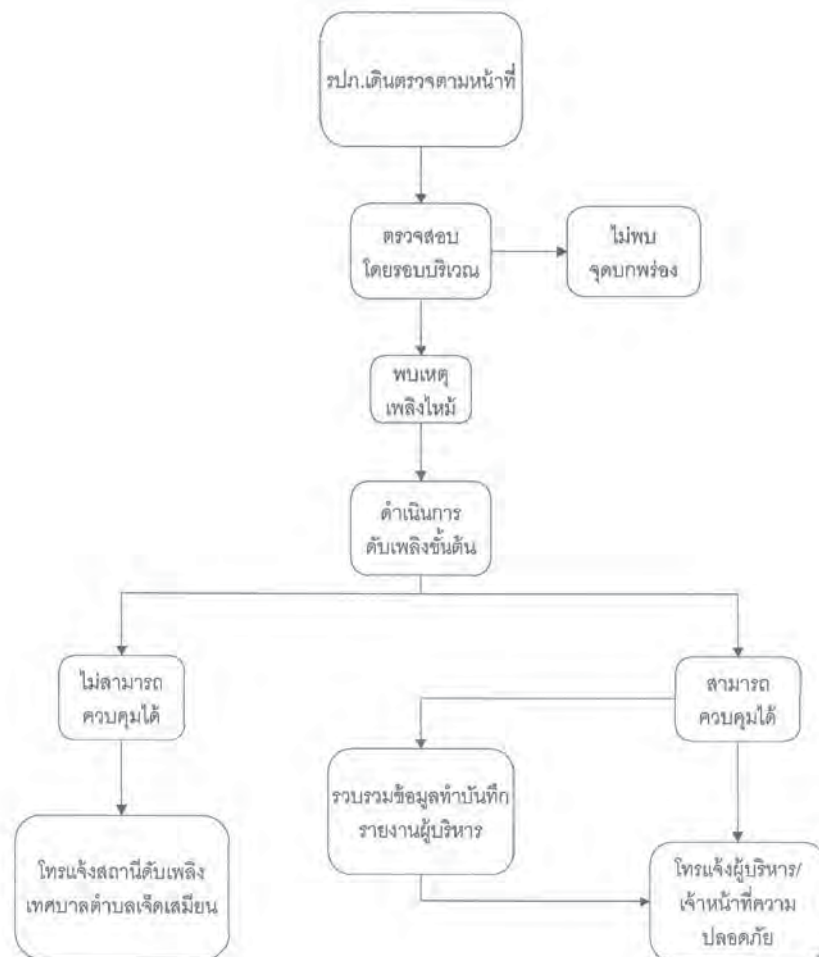 รปภ.เดินตรวจตามหน้าที่
ตรวจสอบ
โดยรอบบริเวณ
ไม่พบ
จุดบกพร่อง
พบเหตุ
เพลิงไหม้
ดำเนินการ
ดับเพลิงขั้นต้น
ไม่สามารถ
ควบคุมได้
สามารถ
ควบคุมได้
รวบรวมข้อมูลทำบันทึก
รายงานผู้บริหาร
โทรแจ้งสถานีดับเพลิง
เทศบาลตำบลเจ็ดเสมียน
โทรแจ้งผู้บริหาร/
เจ้าหน้าที่ความ
ปลอดภัย